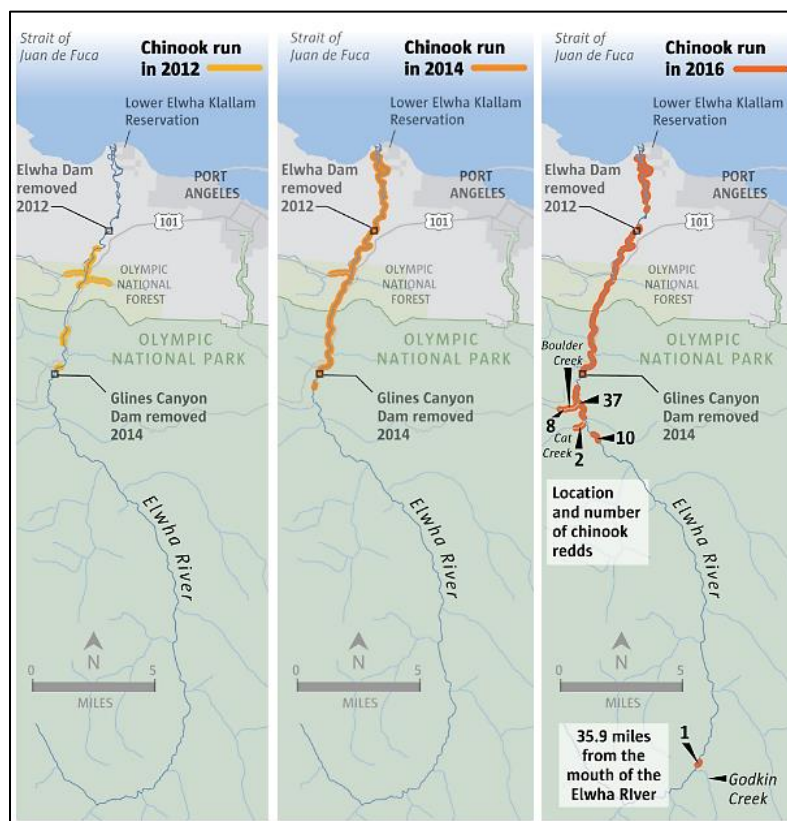 Strait of
Juan de Fuca
Chinook run
in 2012
Lower Elwha Klallam
Reservation
Elwha Dam
removed
2012
PORT
ANGELES
101
OLYMPIC
NATIONAL
FOREST
OLYMPIC
NATIONAL PARK
Glines Canyon
Dam removed
2014
Elwha River
N
0
5
MILES
Strait of
Juan de Fuca
Chinook run
in 2014
Lower Elwha Klallam
Reservation
Elwha Dam
removed
2012
PORT
ANGELES
101
OLYMPIC
NATIONAL
FOREST
OLYMPIC
NATIONAL PARK
Glines Canyon
Dam removed
2014
Elwha River
N
0
5
MILES
Strait of
Juan de Fuca
Chinook run
in 2016
Lower Elwha Klallam
Reservation
Elwha Dam
removed
2012
PORT
ANGELES
101
OLYMPIC
NATIONAL
FOREST
OLYMPIC
NATIONAL PARK
Boulder
Creek
Glines Canyon
Dam removed
2014
37
8
Cat
Creek
2
10
Location
and number
of chinook
redds
Elwha River
N
0
5
MILES
35.9 miles
from the
mouth of the
Elwha RIver
1
Godkin
Creek